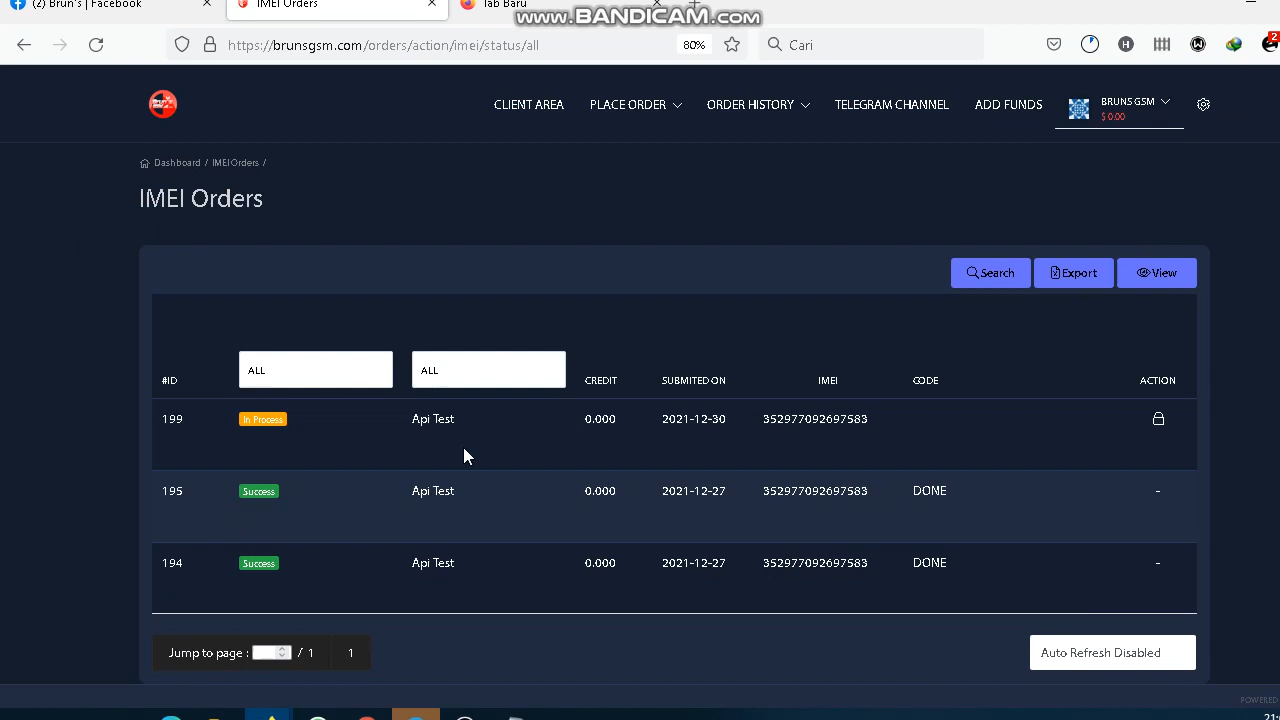 www.BANDICAM.com
(2) Brun's | Facebook
IMEI Orders
Tab Baru
https://brunsgsm.com/orders/action/imei/status/all
80%
Cari
2
CLIENT AREA
PLACE ORDER
ORDER HISTORY
TELEGRAM CHANNEL
ADD FUNDS
BRUNS GSM
$ 0.00
Dashboard / IMEI Orders /
IMEI Orders
Search
Export
View
#ID ALL ALL CREDIT SUBMITED ON IMEI CODE ACTION
199 In Process Api Test 0.000 2021-12-30 352977092697583
195 Success Api Test 0.000 2021-12-27 352977092697583 DONE -
194 Success Api Test 0.000 2021-12-27 352977092697583 DONE -
Jump to page : / 1 1
Auto Refresh Disabled
POWERED